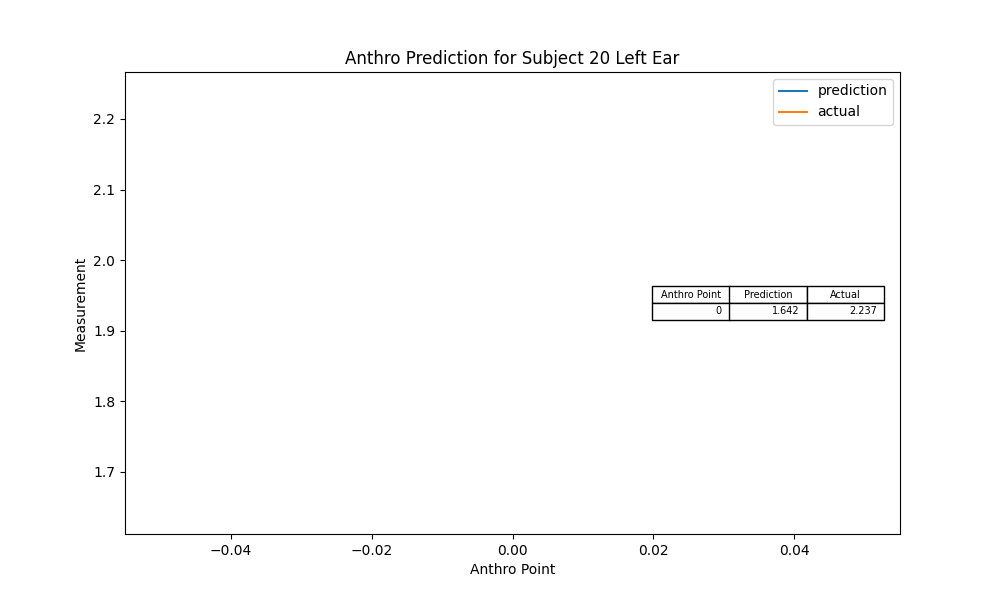 Anthro Prediction for Subject 20 Left Ear
prediction
actual
2.2
2.1
2.0
1.9
1.8
1.7
Measurement
Anthro Point Prediction Actual
0 1.642 2.237
−0.04 −0.02 0.00 0.02 0.04
Anthro Point